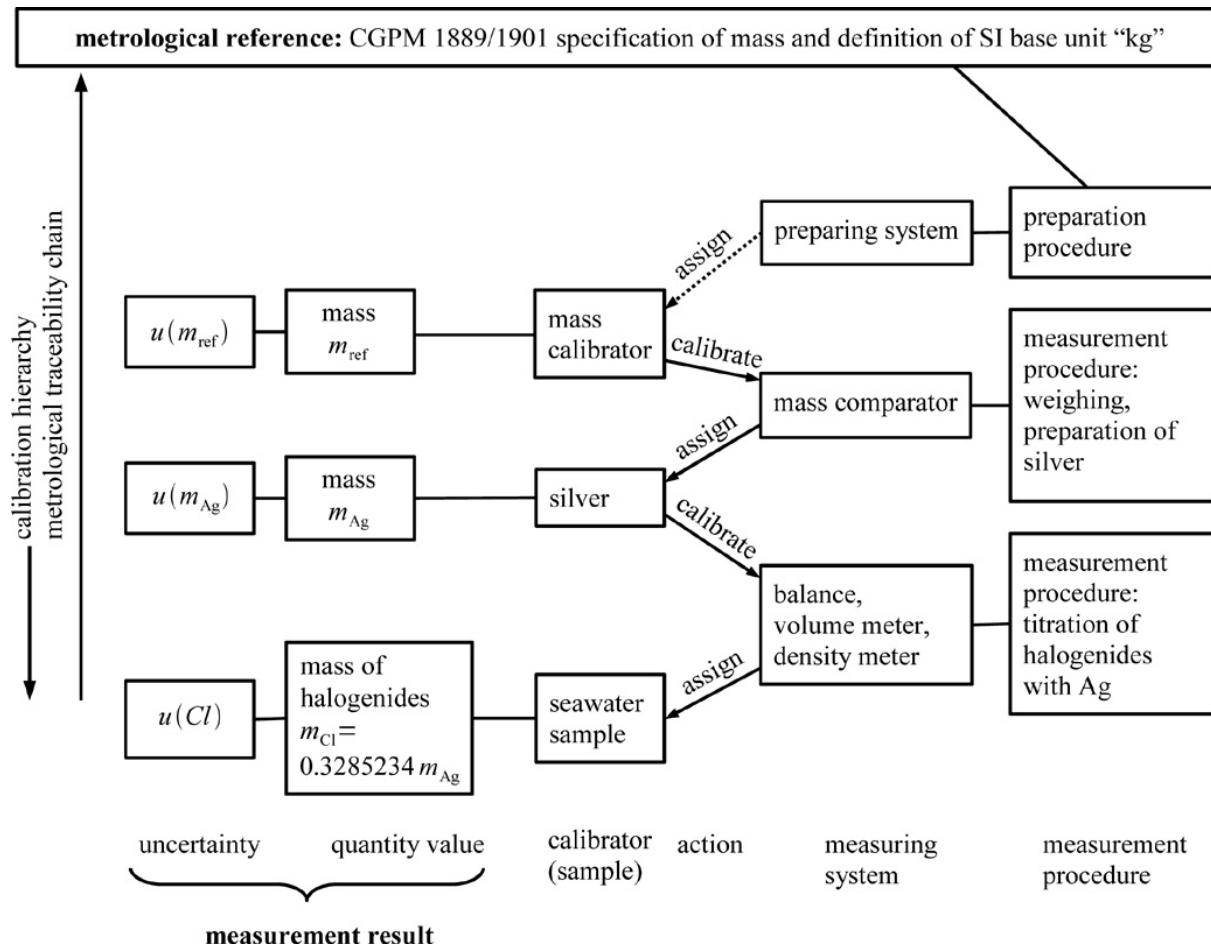 metrological reference: CGPM 1889/1901 specification of mass and definition of SI base unit “kg”
calibration hierarchy
metrological traceability chain
preparing system
preparation
procedure
assign
u(m_ref)
mass
m_ref
mass
calibrator
calibrate
mass comparator
measurement
procedure:
weighing,
preparation of
silver
assign
u(m_Ag)
mass
m_Ag
silver
calibrate
balance,
volume meter,
density meter
measurement
procedure:
titration of
halogenides
with Ag
assign
u(Cl)
mass of
halogenides
m_Cl=
0.3285234 m_Ag
seawater
sample
uncertainty
quantity value
calibrator
(sample)
action
measuring
system
measurement
procedure
measurement result